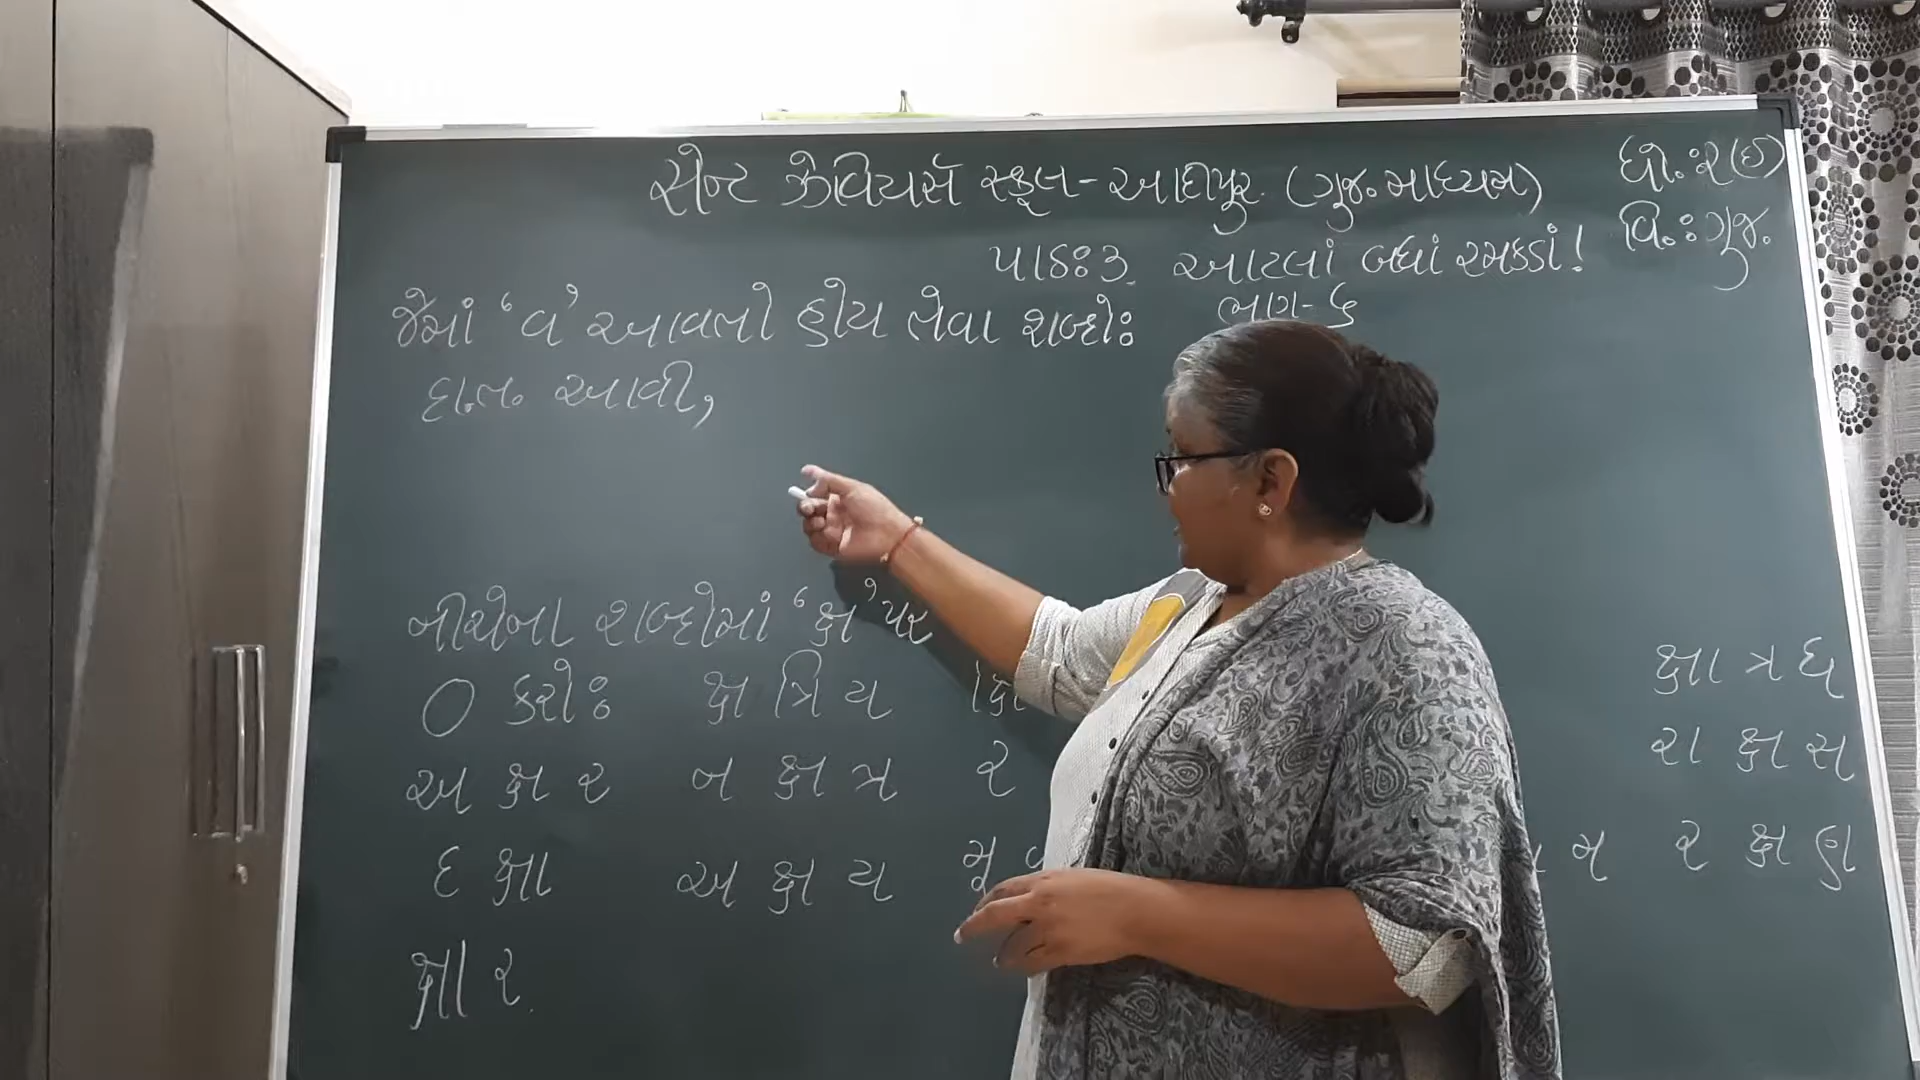 સેન્ટ ઝેવિયર્સ સ્કૂલ - આદીપુર. (ગુજ. માધ્યમ)
ધો.: ૨(ઈ)
વિ.: ગુજ.
પાઠ: ૩ આટલાં બધાં રમકડાં!
ભાગ - ૬
જેમાં ‘વ’ આવતો હોય તેવા શબ્દો:
દા.ત. આવી,
નીચેના શબ્દોમાં ‘ક્ષ’ પર
O કરો: ક્ષ ત્રિ ય ક્ષા ત્ર ધ
અ ક્ષ ર ન ક્ષ ત્ર ર રા ક્ષ સ
દ ક્ષા અ ક્ષ ય મૂ મ ર ક્ષ ણ
ક્ષા ર